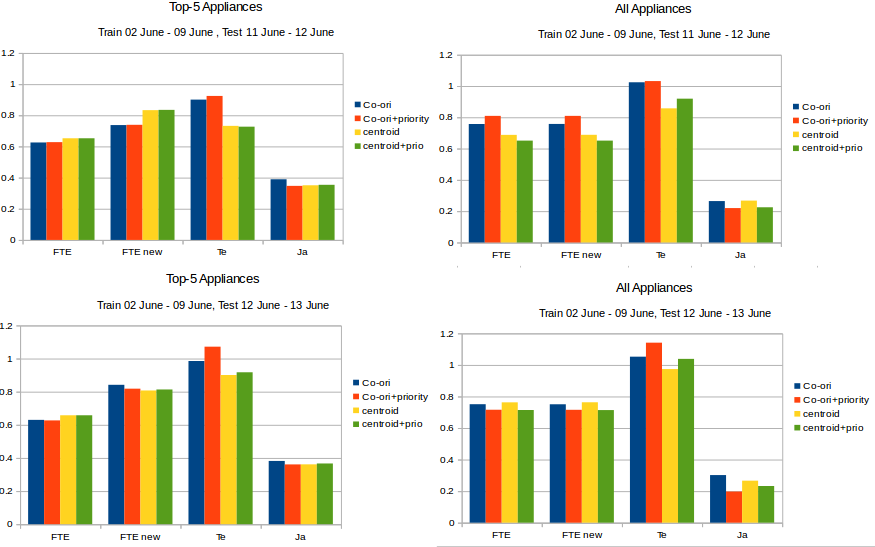 Top-5 Appliances
Train 02 June - 09 June , Test 11 June - 12 June
1.2
1
0.8
0.6
0.4
0.2
0
FTE FTE new Te Ja
Co-ori
Co-ori+priority
centroid
centroid+prio
All Appliances
Train 02 June - 09 June, Test 11 June - 12 June
1.2
1
0.8
0.6
0.4
0.2
0
FTE FTE new Te Ja
Co-ori
Co-ori+priority
centroid
centroid+prio
Top-5 Appliances
Train 02 June - 09 June, Test 12 June - 13 June
1.2
1
0.8
0.6
0.4
0.2
0
FTE FTE new Te Ja
Co-ori
Co-ori+priority
centroid
centroid+prio
All Appliances
Train 02 June - 09 June, Test 12 June - 13 June
1.2
1
0.8
0.6
0.4
0.2
0
FTE FTE new Te Ja
Co-ori
Co-ori+priority
centroid
centroid+prio